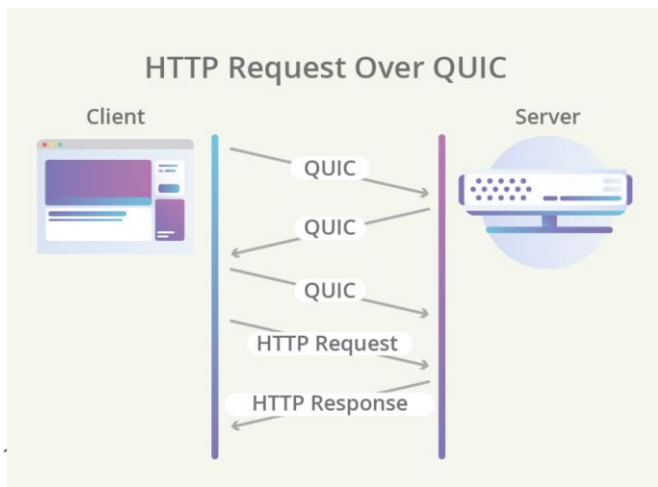 HTTP Request Over QUIC
Client
Server
QUIC
QUIC
QUIC
HTTP Request
HTTP Response